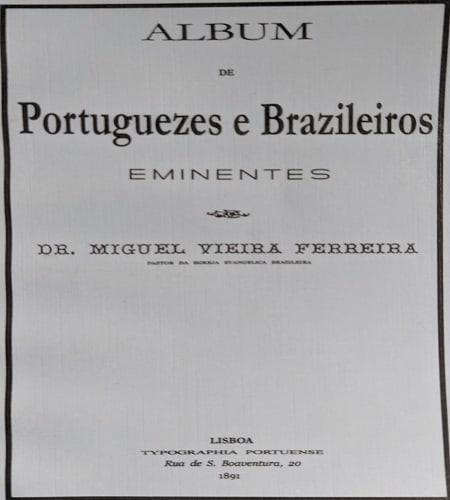 ALBUM
DE
Portuguezes e Brazileiros
EMINENTES
DR. MIGUEL VIEIRA FERREIRA
PASTOR DA EGREJA EVANGELICA BRAZILEIRA
LISBOA
TYPOGRAPHIA PORTUENSE
Rua de S. Boaventura, 20
1891